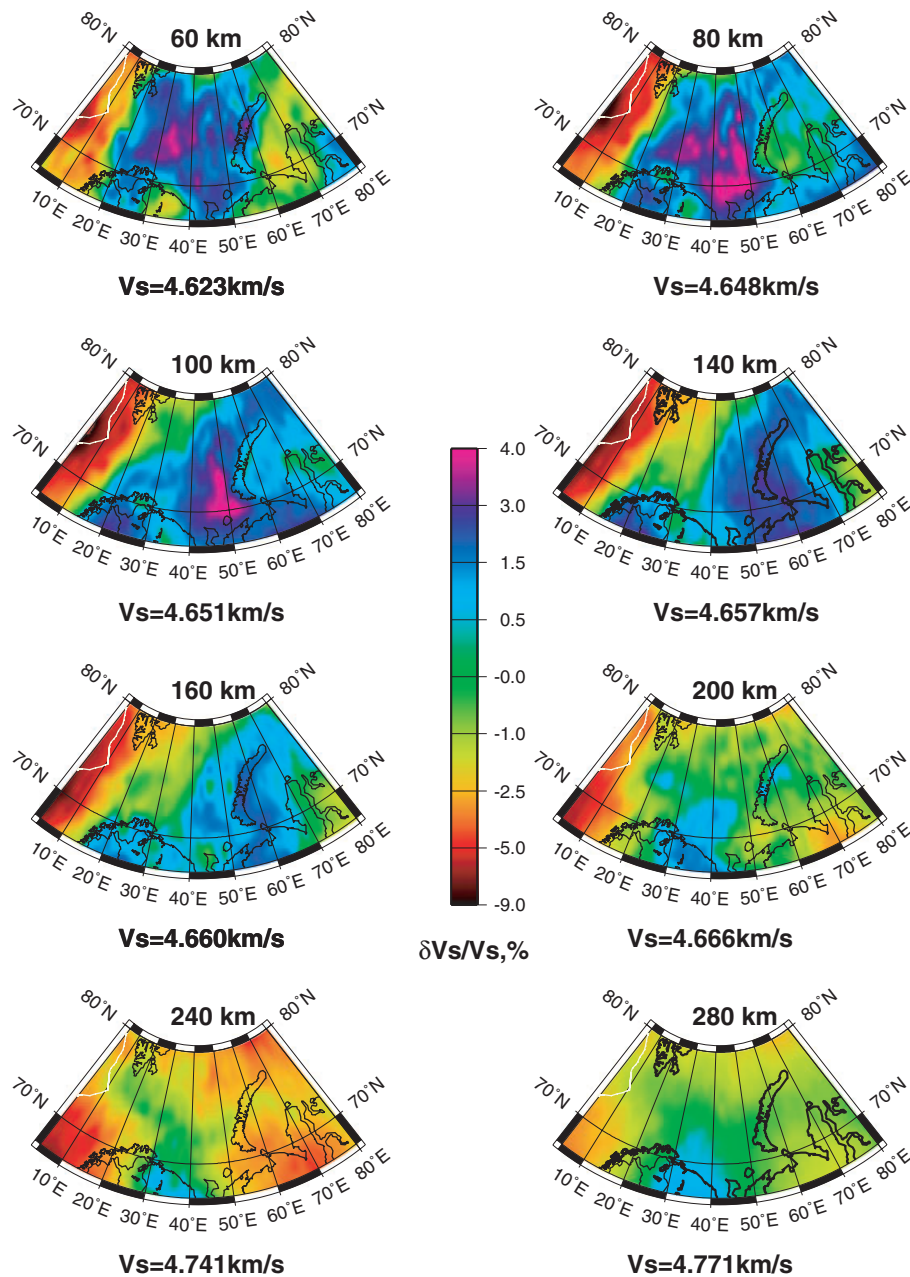 60 km
80˚N
80˚N
70˚N
70˚N
10˚E
20˚E
30˚E
40˚E
50˚E
60˚E
70˚E
80˚E
Vs=4.623km/s
80 km
80˚N
80˚N
70˚N
70˚N
10˚E
20˚E
30˚E
40˚E
50˚E
60˚E
70˚E
80˚E
Vs=4.648km/s
100 km
80˚N
80˚N
70˚N
70˚N
10˚E
20˚E
30˚E
40˚E
50˚E
60˚E
70˚E
80˚E
Vs=4.651km/s
140 km
80˚N
80˚N
70˚N
70˚N
10˚E
20˚E
30˚E
40˚E
50˚E
60˚E
70˚E
80˚E
Vs=4.657km/s
4.0
3.0
1.5
0.5
-0.0
-1.0
-2.5
-5.0
-9.0
δVs/Vs,%
160 km
80˚N
80˚N
70˚N
70˚N
10˚E
20˚E
30˚E
40˚E
50˚E
60˚E
70˚E
80˚E
Vs=4.660km/s
200 km
80˚N
80˚N
70˚N
70˚N
10˚E
20˚E
30˚E
40˚E
50˚E
60˚E
70˚E
80˚E
Vs=4.666km/s
240 km
80˚N
80˚N
70˚N
70˚N
10˚E
20˚E
30˚E
40˚E
50˚E
60˚E
70˚E
80˚E
Vs=4.741km/s
280 km
80˚N
80˚N
70˚N
70˚N
10˚E
20˚E
30˚E
40˚E
50˚E
60˚E
70˚E
80˚E
Vs=4.771km/s